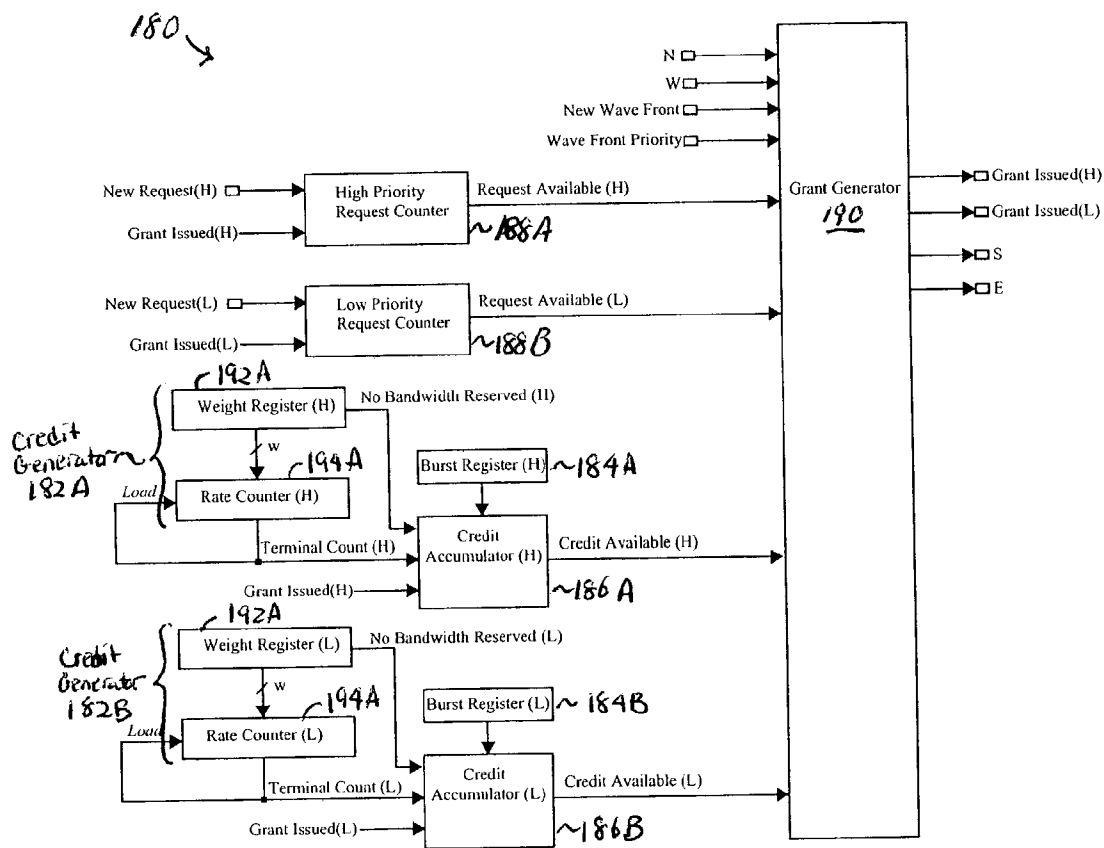 180
N
W
New Wave Front
Wave Front Priority
New Request(H)
Grant Issued(H)
High Priority
Request Counter
Request Available (H)
188A
Grant Generator
190
Grant Issued(H)
Grant Issued(L)
S
E
New Request(L)
Grant Issued(L)
Low Priority
Request Counter
Request Available (L)
188B
192A
Weight Register (H)
No Bandwidth Reserved (H)
w
Credit
Generator
182A
194A
Load
Rate Counter (H)
Burst Register (H)
184A
Terminal Count (H)
Credit
Accumulator (H)
Credit Available (H)
Grant Issued(H)
186A
192A
Weight Register (L)
No Bandwidth Reserved (L)
w
Credit
Generator
182B
194A
Load
Rate Counter (L)
Burst Register (L)
184B
Terminal Count (L)
Credit
Accumulator (L)
Credit Available (L)
Grant Issued(L)
186B